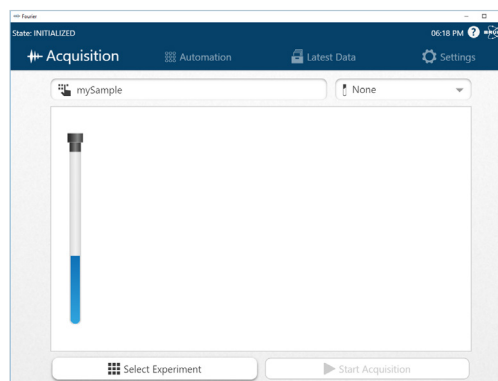 Fourier
State: INITIALIZED
06:18 PM ?
Acquisition
Automation
Latest Data
Settings
mySample
None
Select Experiment
Start Acquisition